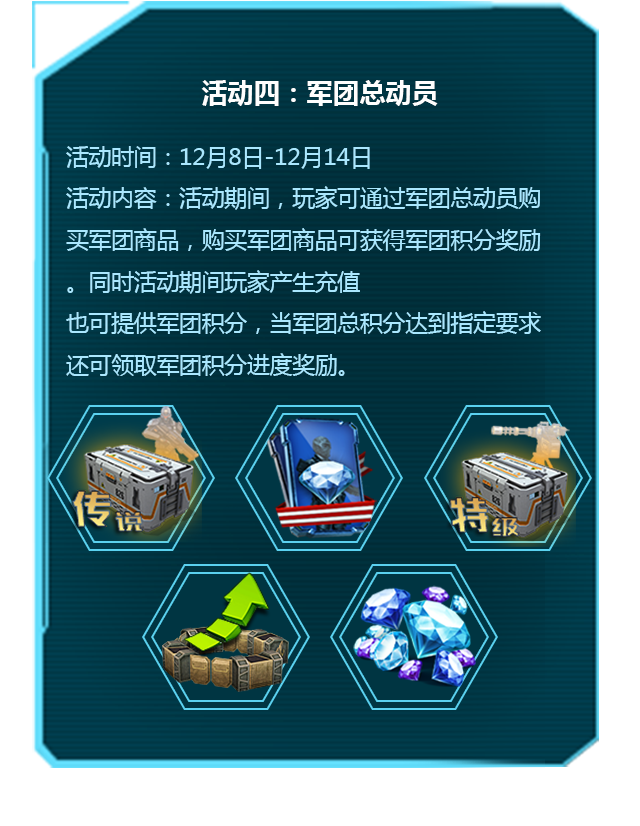 活动四：军团总动员
活动时间：12月8日-12月14日
活动内容：活动期间，玩家可通过军团总动员购
买军团商品，购买军团商品可获得军团积分奖励
。同时活动期间玩家产生充值
也可提供军团积分，当军团总积分达到指定要求
还可领取军团积分进度奖励。
传说
特级